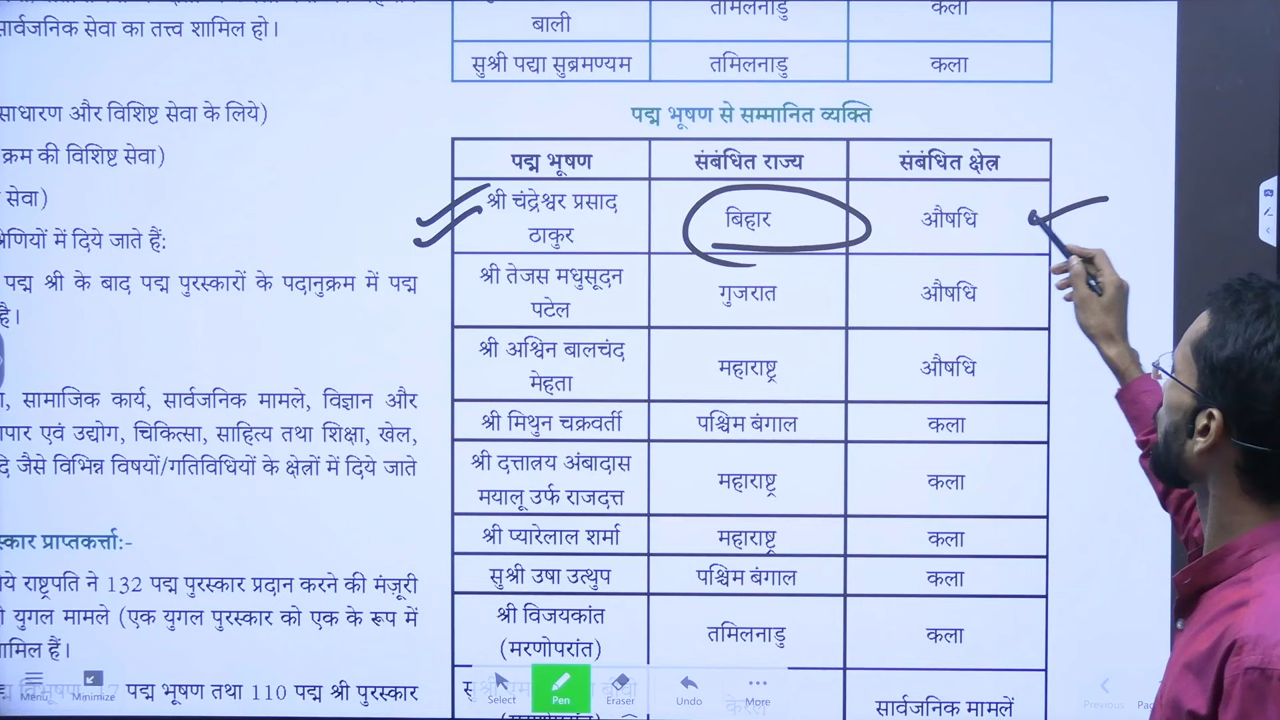 सार्वजनिक सेवा का तत्त्व शामिल हो।
साधारण और विशिष्ट सेवा के लिये)
क्रम की विशिष्ट सेवा)
सेवा)
श्रेणियों में दिये जाते हैं:
पद्म श्री के बाद पद्म पुरस्कारों के पदानुक्रम में पद्म
है।
सामाजिक कार्य, सार्वजनिक मामले, विज्ञान और
एवं उद्योग, चिकित्सा, साहित्य तथा शिक्षा, खेल,
जैसे विभिन्न विषयों/गतिविधियों के क्षेत्रों में दिये जाते
प्राप्तकर्त्ता:-
राष्ट्रपति ने 132 पद्म पुरस्कार प्रदान करने की मंज़ूरी
युगल मामले (एक युगल पुरस्कार को एक के रूप में
शामिल हैं।
पद्म भूषण तथा 110 पद्म श्री पुरस्कार
बाली तमिलनाडु कला
सुश्री पद्मा सुब्रमण्यम तमिलनाडु कला
पद्म भूषण से सम्मानित व्यक्ति
पद्म भूषण संबंधित राज्य संबंधित क्षेत्र
श्री चंद्रेश्वर प्रसाद
ठाकुर बिहार औषधि
श्री तेजस मधुसूदन
पटेल गुजरात औषधि
श्री अश्विन बालचंद
मेहता महाराष्ट्र औषधि
श्री मिथुन चक्रवर्ती पश्चिम बंगाल कला
श्री दत्तात्रय अंबादास
मयालू उर्फ राजदत्त महाराष्ट्र कला
श्री प्यारेलाल शर्मा महाराष्ट्र कला
सुश्री उषा उत्थुप पश्चिम बंगाल कला
श्री विजयकांत
(मरणोपरांत) तमिलनाडु कला
केरल सार्वजनिक मामलें
Menu Minimize Select Pen Eraser Undo More Previous